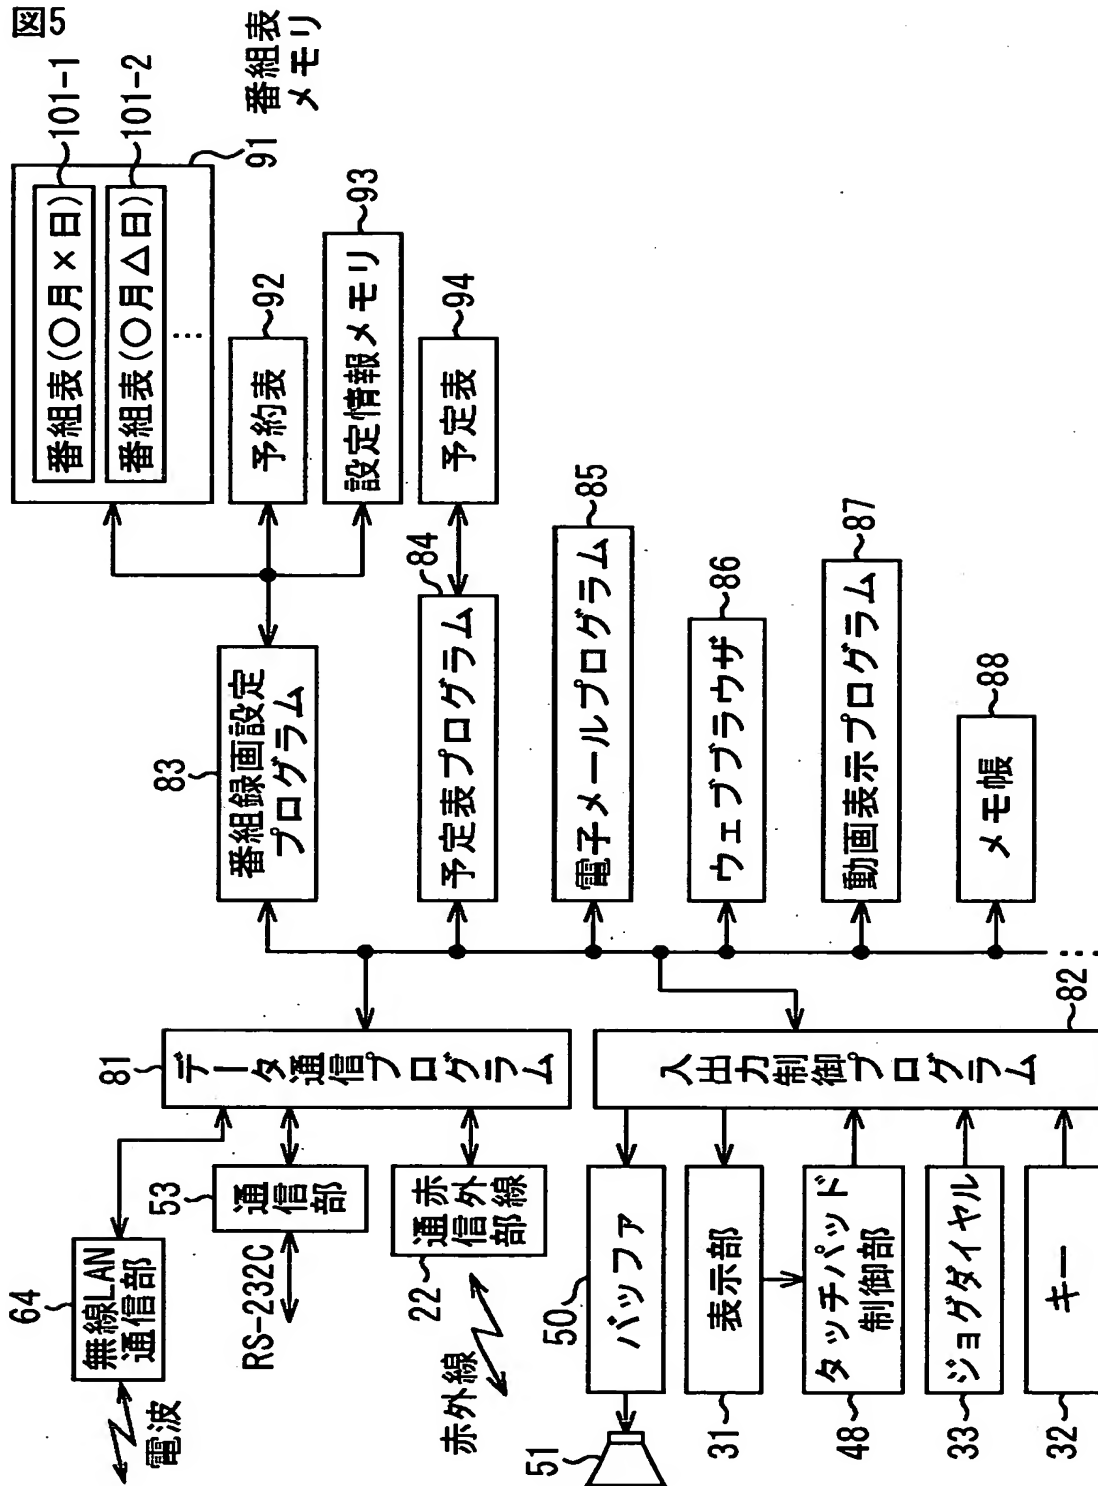 図5
電波
無線LAN
通信部
64
RS-232C
通信部
53
赤外線
赤外線
通信部
22
データ通信プログラム
81
51
バッファ
50
表示部
31
タッチパッド
制御部
48
ジョグダイヤル
33
キー
32
入出力制御プログラム
82
番組録画設定
プログラム
83
予定表プログラム
84
電子メールプログラム
85
ウェブブラウザ
86
動画表示プログラム
87
メモ帳
88
番組表(〇月×日)
101-1
番組表(〇月△日)
101-2
…
91
番組表
メモリ
予約表
92
設定情報メモリ
93
予定表
94